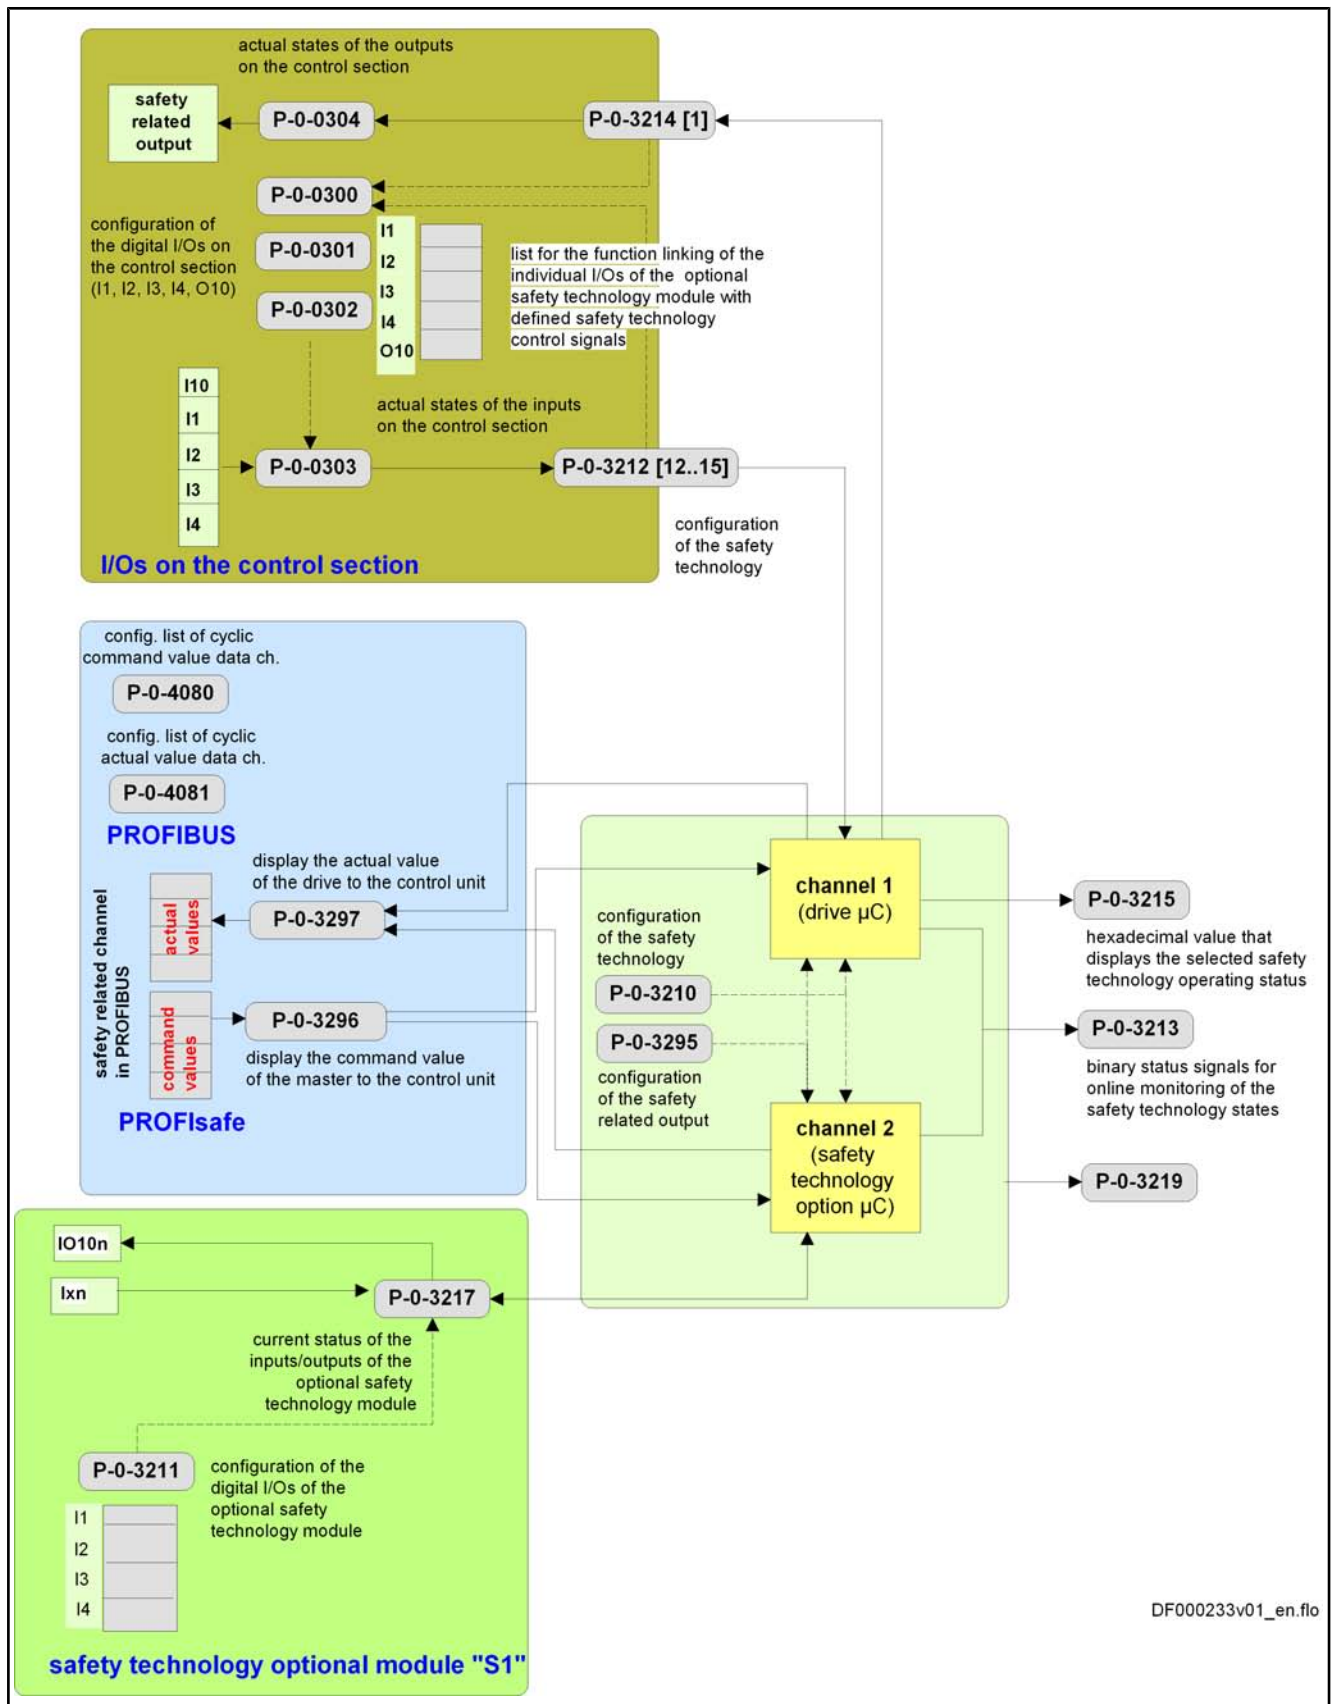 actual states of the outputs
on the control section
safety
related
output
P-0-0304
P-0-3214 [1]
P-0-0300
configuration of
the digital I/Os on
the control section
(I1, I2, I3, I4, O10)
P-0-0301
P-0-0302
I1
I2
I3
I4
O10
list for the function linking of the
individual I/Os of the optional
safety technology module with
defined safety technology
control signals
I10
I1
I2
I3
I4
actual states of the inputs
on the control section
P-0-0303
P-0-3212 [12..15]
I/Os on the control section
configuration
of the safety
technology
config. list of cyclic
command value data ch.
P-0-4080
config. list of cyclic
actual value data ch.
P-0-4081
PROFIBUS
display the actual value
of the drive to the control unit
safety related channel
in PROFIBUS
actual
values
P-0-3297
command
values
P-0-3296
display the command value
of the master to the control unit
PROFIsafe
channel 1
(drive µC)
configuration
of the safety
technology
P-0-3210
P-0-3295
configuration
of the safety
related output
channel 2
(safety
technology
option µC)
P-0-3215
hexadecimal value that
displays the selected safety
technology operating status
P-0-3213
binary status signals for
online monitoring of the
safety technology states
P-0-3219
IO10n
Ixn
P-0-3217
current status of the
inputs/outputs of the
optional safety
technology module
P-0-3211
configuration of the
digital I/Os of the
optional safety
technology module
I1
I2
I3
I4
safety technology optional module "S1"
DF000233v01_en.flo